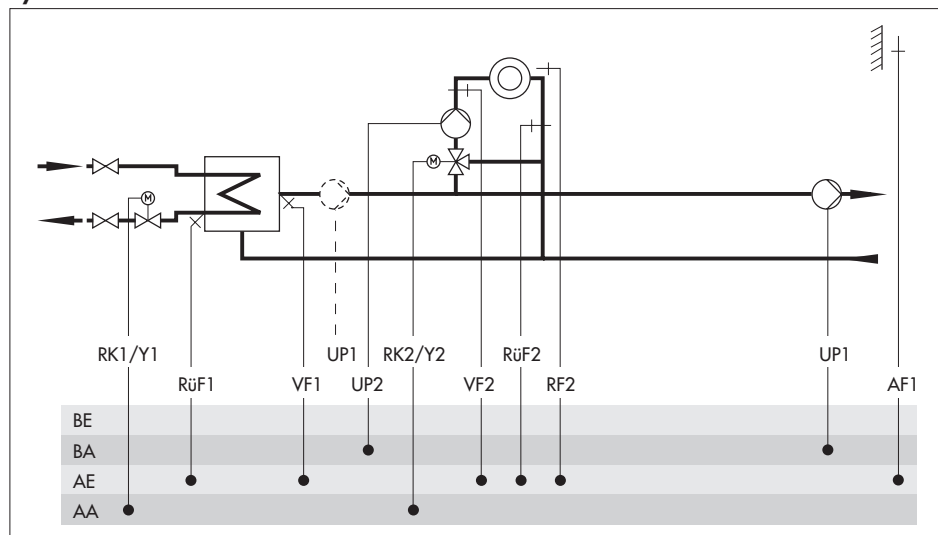 M
M
RK1/Y1
UP1
RK2/Y2
RüF2
UP1
RüF1
VF1
UP2
VF2
RF2
AF1
BE
BA
AE
AA